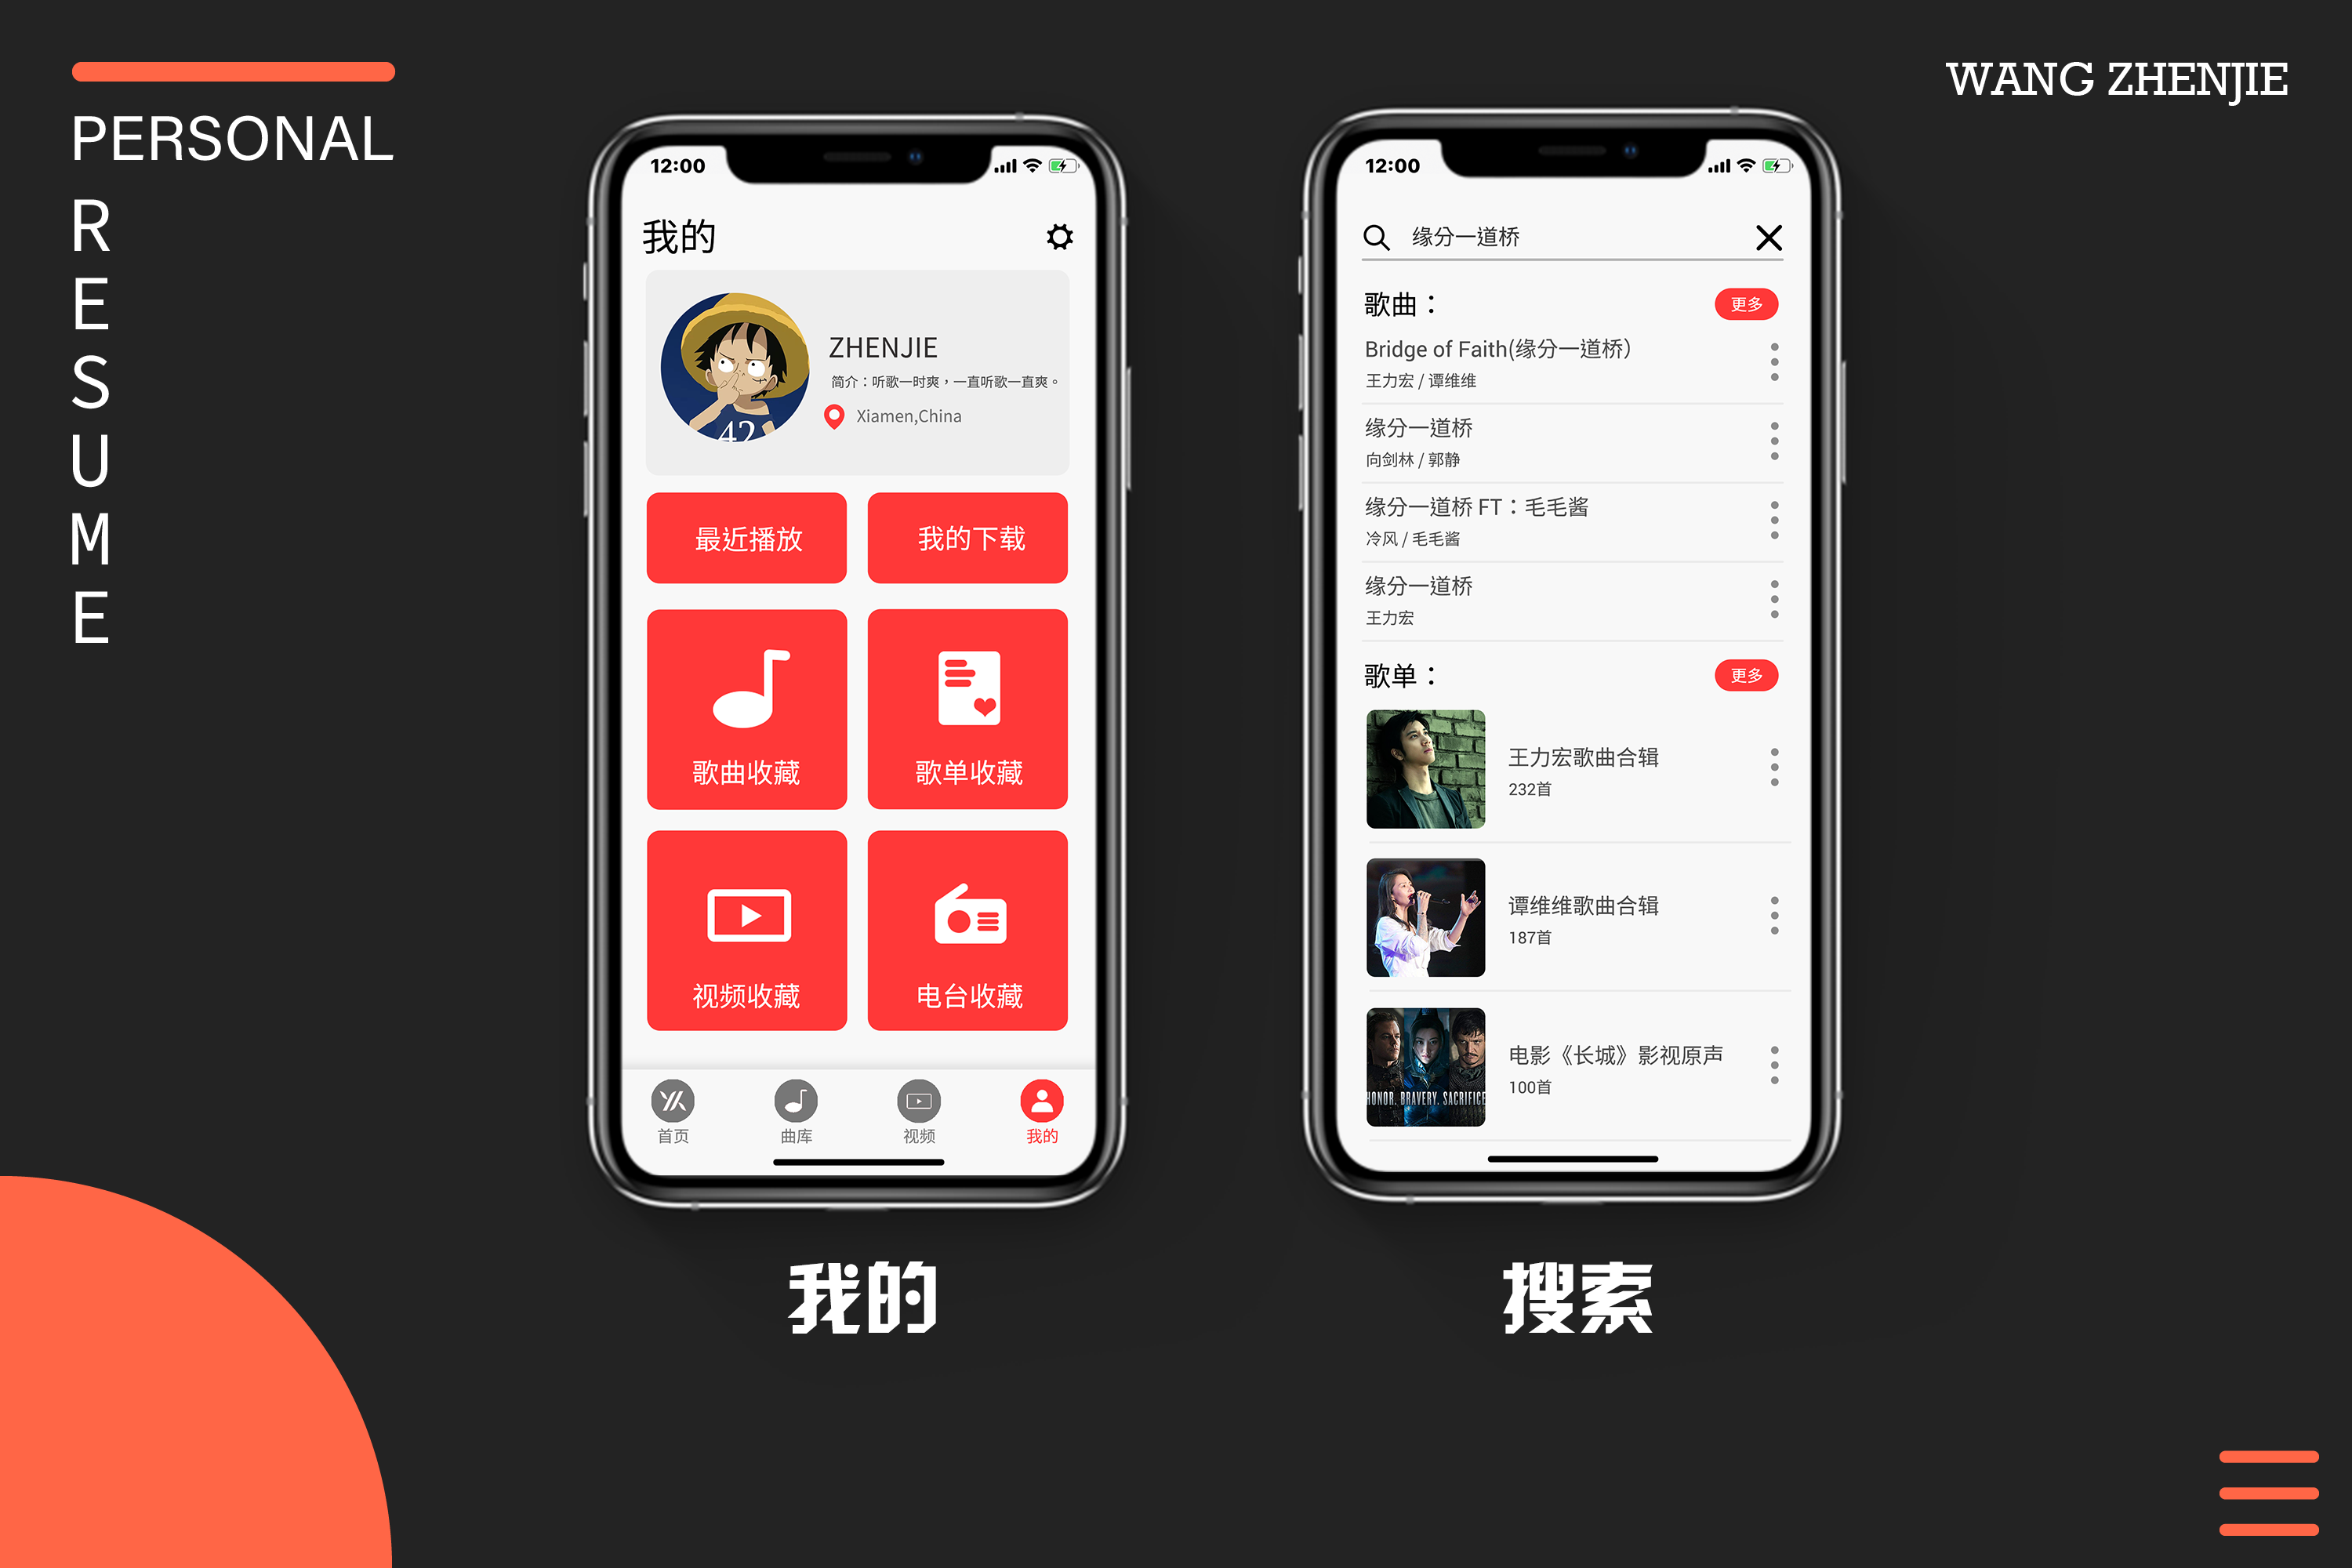 PERSONAL
RESUME
WANG ZHENJIE
12:00
我的
ZHENJIE
简介：听歌一时爽，一直听歌一直爽。
Xiamen,China
42
最近播放
我的下载
歌曲收藏
歌单收藏
视频收藏
电台收藏
首页
曲库
视频
我的
我的
12:00
缘分一道桥
歌曲：
更多
Bridge of Faith(缘分一道桥）
王力宏 / 谭维维
缘分一道桥
向剑林 / 郭静
缘分一道桥 FT：毛毛酱
冷风 / 毛毛酱
缘分一道桥
王力宏
歌单：
更多
王力宏歌曲合辑
232首
谭维维歌曲合辑
187首
电影《长城》影视原声
100首
HONOR. BRAVERY. SACRIFICE
搜索